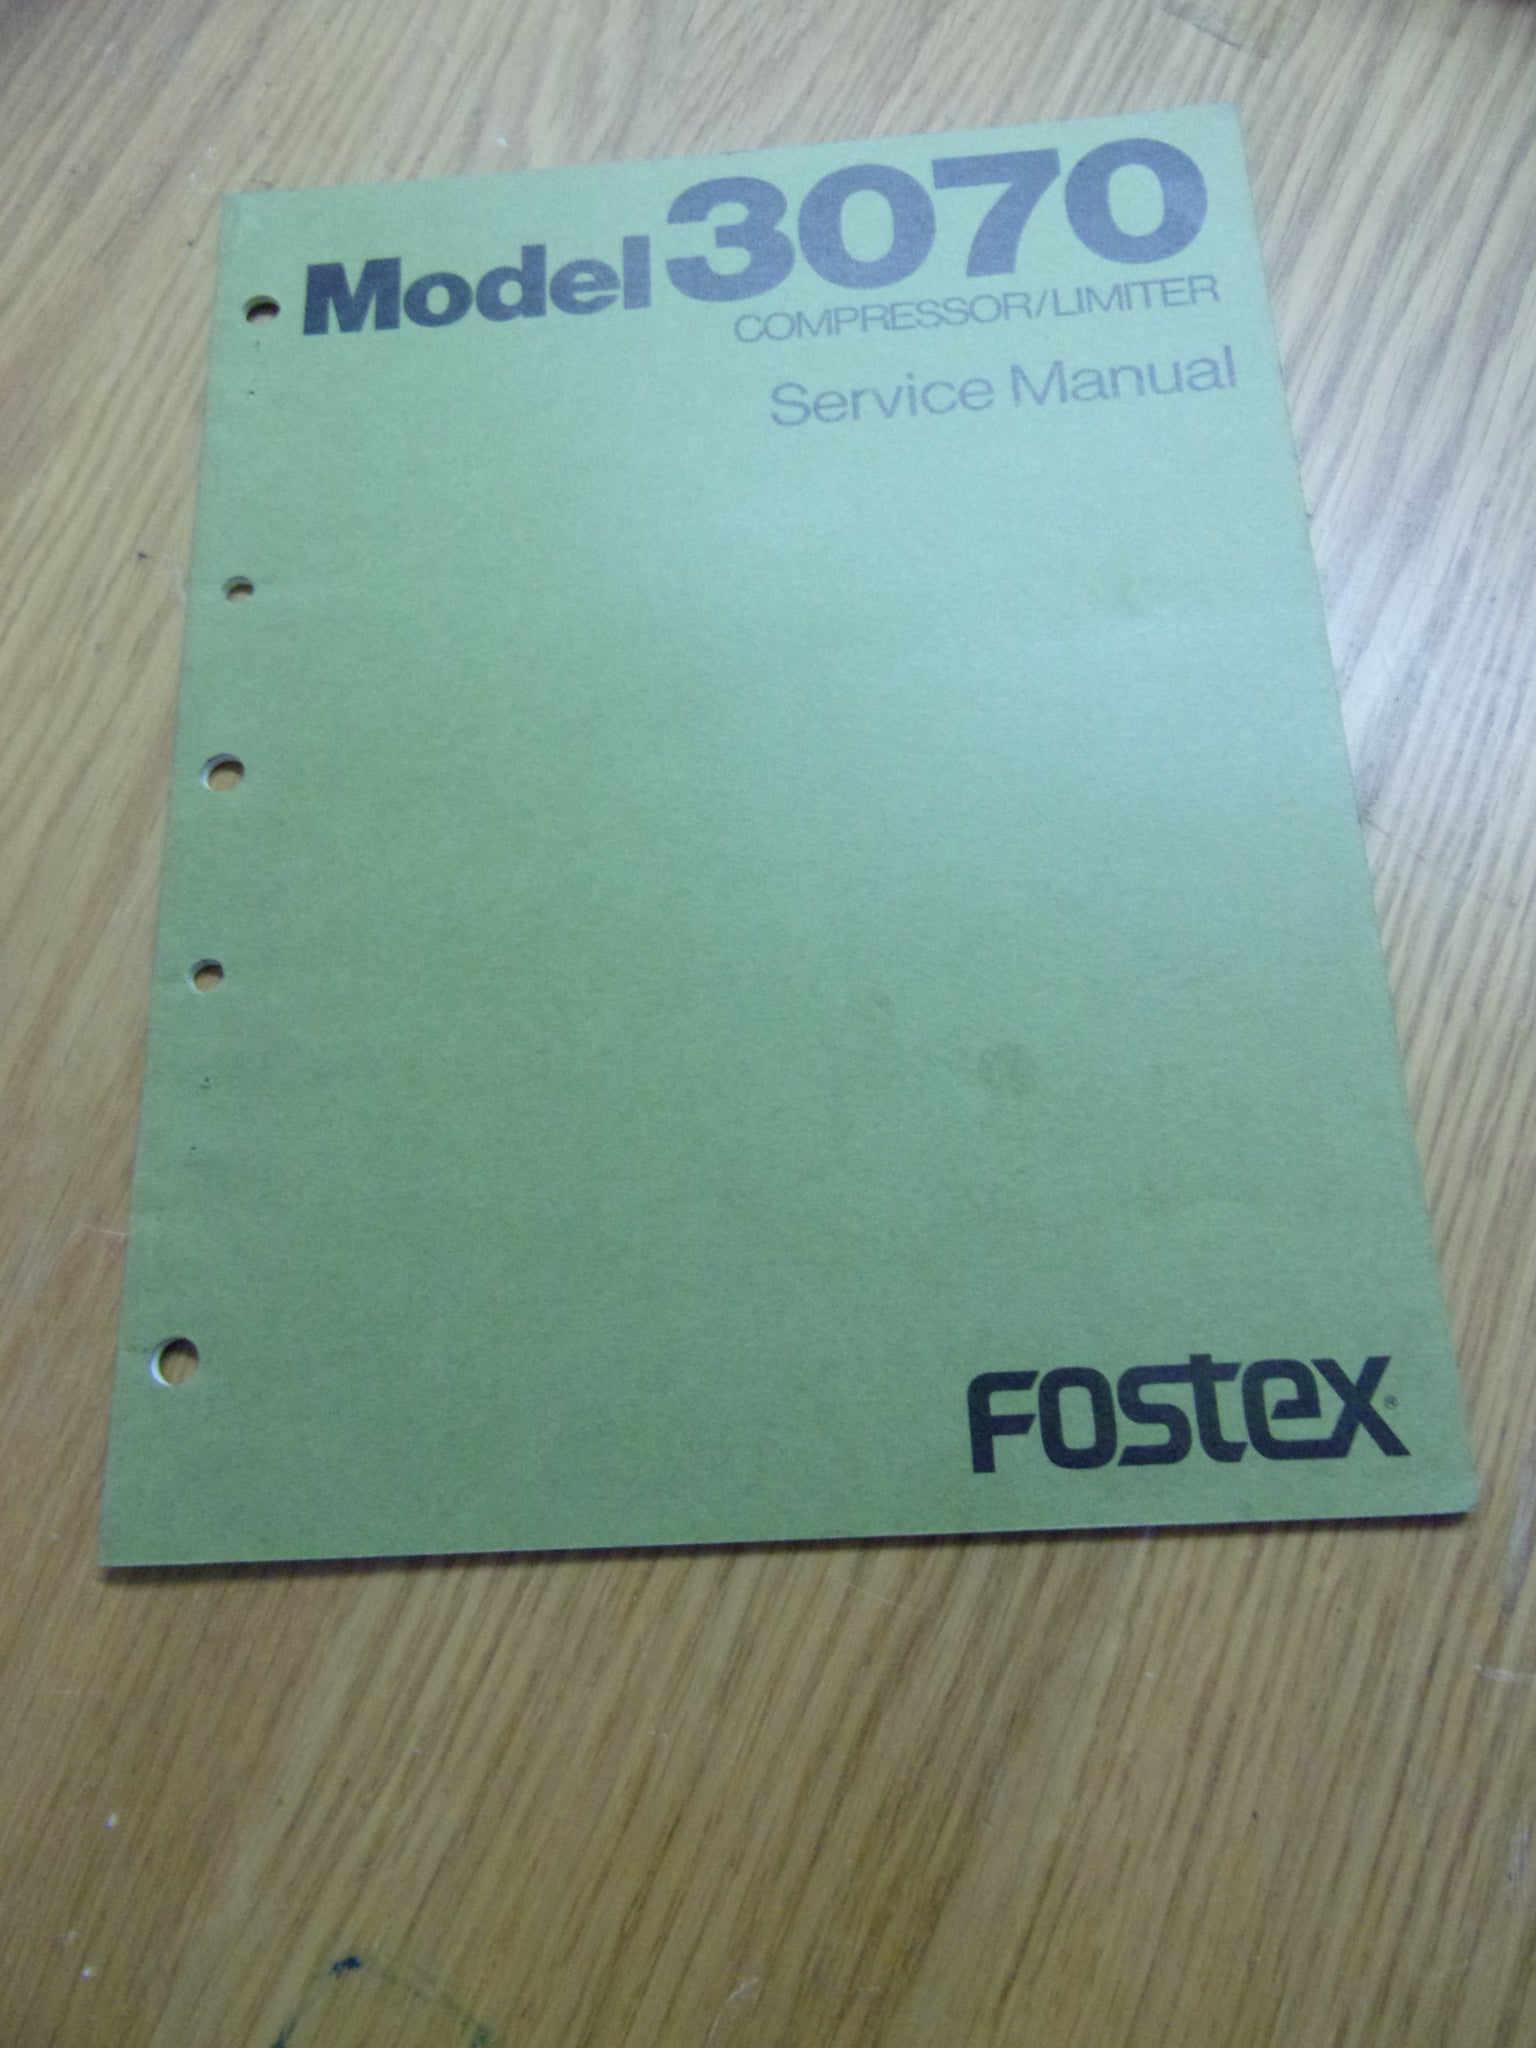 Model 3070
COMPRESSOR/LIMITER
Service Manual
FOSTEX®